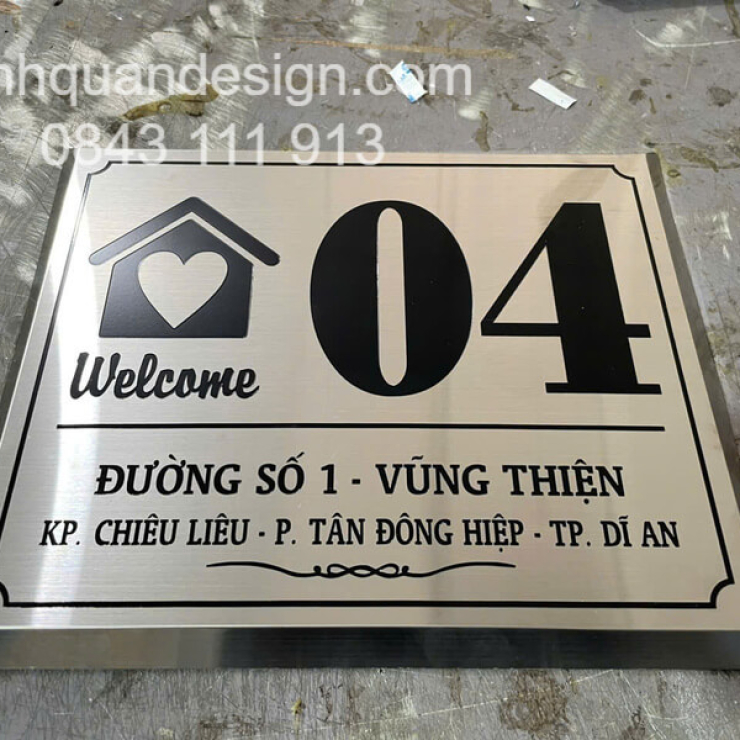 nhquandesign.com
0843 111 913
04
Welcome
ĐƯỜNG SỐ 1 - VŨNG THIỆN
KP. CHIÊU LIÊU - P. TÂN ĐÔNG HIỆP - TP. DĨ AN